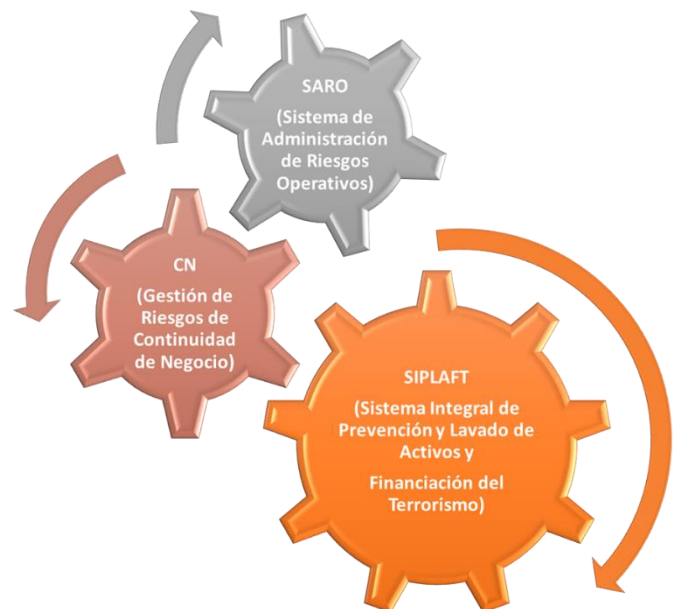 SARO
(Sistema de
Administración
de Riesgos
Operativos)
CN
(Gestión de
Riesgos de
Continuidad
de Negocio)
SIPLAFT
(Sistema Integral de
Prevención y Lavado de
Activos y
Financiación del
Terrorismo)